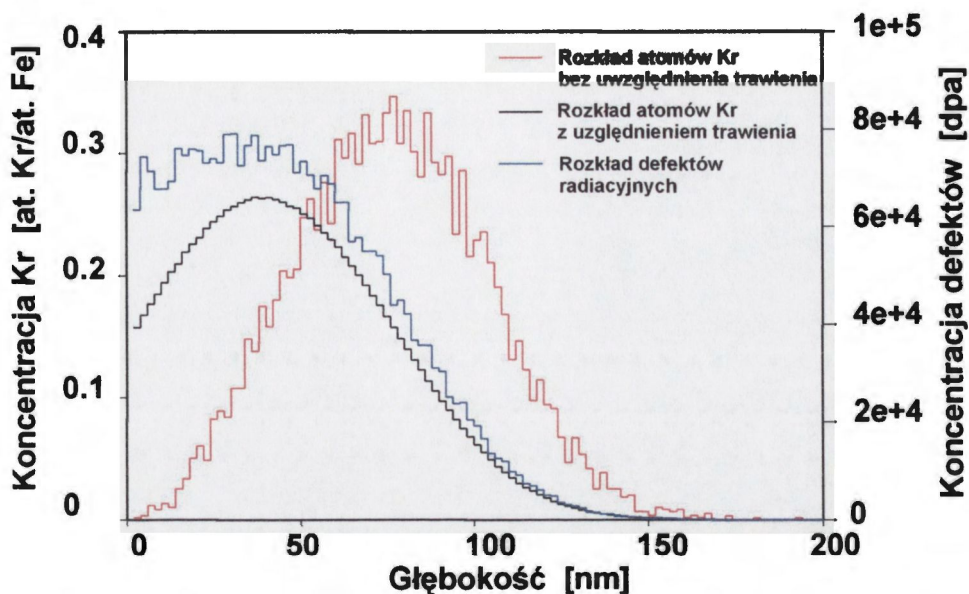 Koncentracja Kr [at. Kr/at. Fe]
0.4
0.3
0.2
0.1
0
Rozkład atomów Kr
bez uwzględnienia trawienia
Rozkład atomów Kr
z uzględnieniem trawienia
Rozkład defektów
radiacyjnych
1e+5
8e+4
6e+4
4e+4
2e+4
0
Koncentracja defektów [dpa]
0
50
100
150
200
Głębokość [nm]